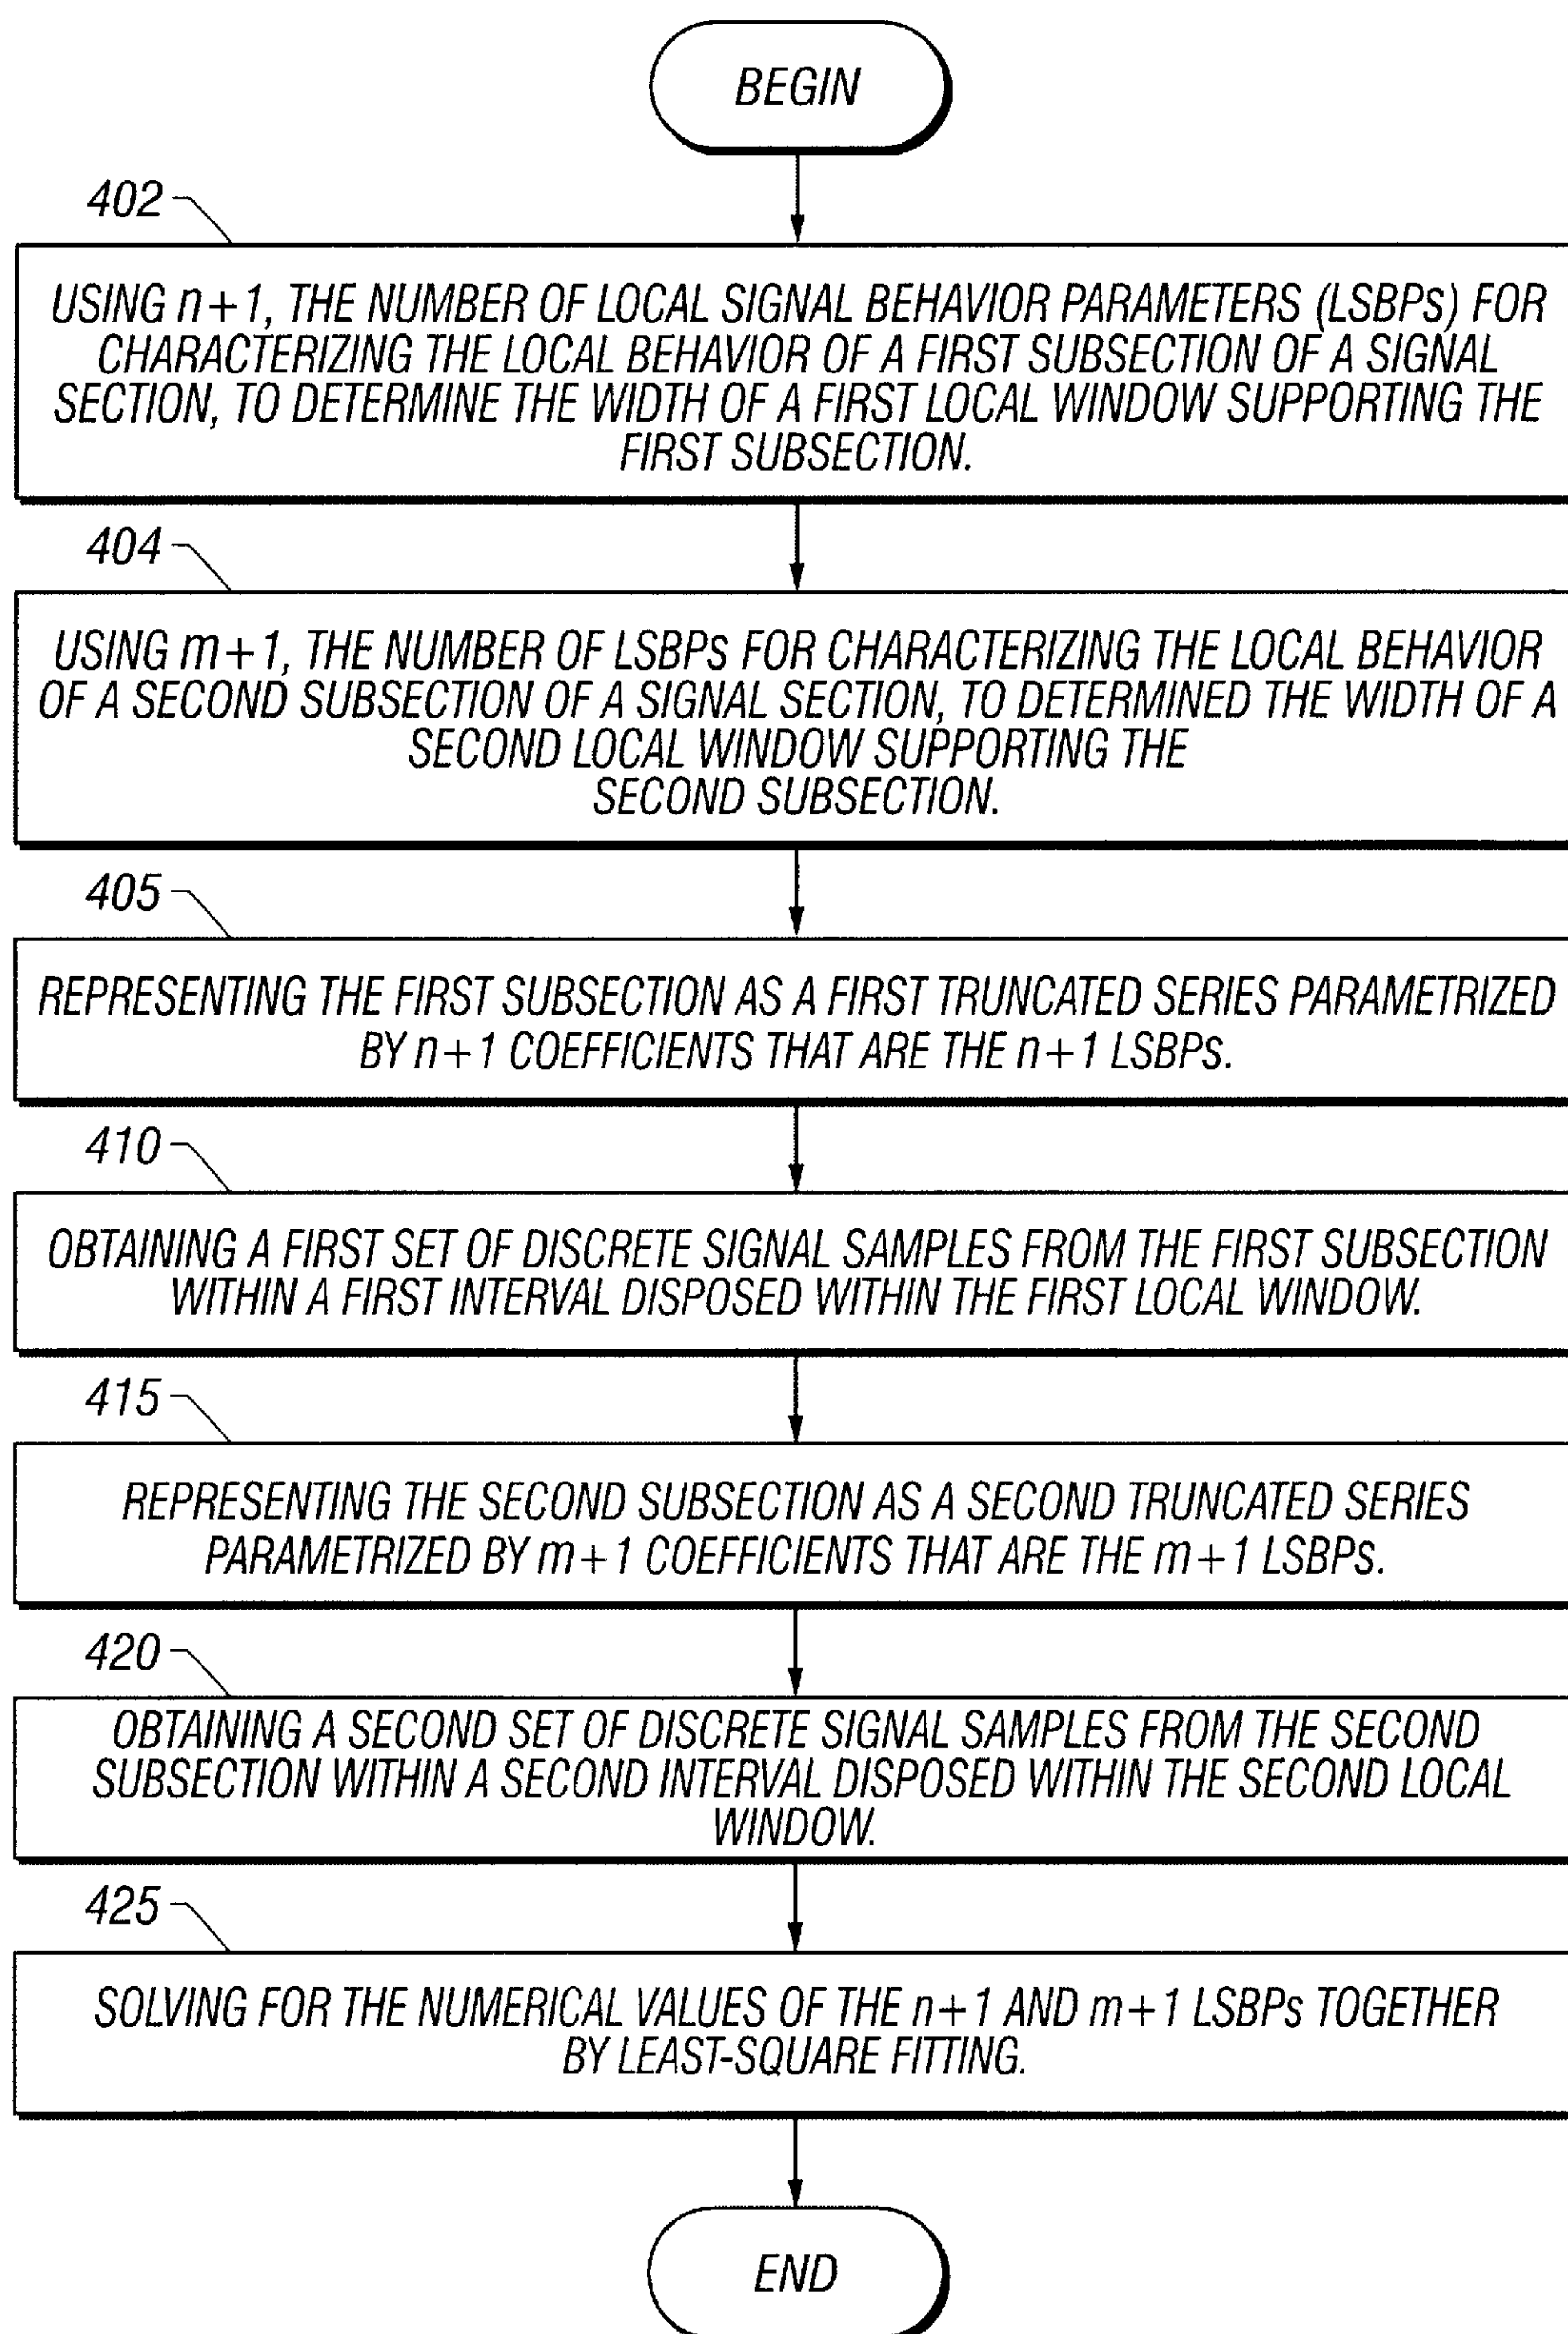 BEGIN
402
USING n+1, THE NUMBER OF LOCAL SIGNAL BEHAVIOR PARAMETERS (LSBPs) FOR
CHARACTERIZING THE LOCAL BEHAVIOR OF A FIRST SUBSECTION OF A SIGNAL
SECTION, TO DETERMINE THE WIDTH OF A FIRST LOCAL WINDOW SUPPORTING THE
FIRST SUBSECTION.
404
USING m+1, THE NUMBER OF LSBPs FOR CHARACTERIZING THE LOCAL BEHAVIOR
OF A SECOND SUBSECTION OF A SIGNAL SECTION, TO DETERMINED THE WIDTH OF A
SECOND LOCAL WINDOW SUPPORTING THE
SECOND SUBSECTION.
405
REPRESENTING THE FIRST SUBSECTION AS A FIRST TRUNCATED SERIES PARAMETRIZED
BY n+1 COEFFICIENTS THAT ARE THE n+1 LSBPs.
410
OBTAINING A FIRST SET OF DISCRETE SIGNAL SAMPLES FROM THE FIRST SUBSECTION
WITHIN A FIRST INTERVAL DISPOSED WITHIN THE FIRST LOCAL WINDOW.
415
REPRESENTING THE SECOND SUBSECTION AS A SECOND TRUNCATED SERIES
PARAMETRIZED BY m+1 COEFFICIENTS THAT ARE THE m+1 LSBPs.
420
OBTAINING A SECOND SET OF DISCRETE SIGNAL SAMPLES FROM THE SECOND
SUBSECTION WITHIN A SECOND INTERVAL DISPOSED WITHIN THE SECOND LOCAL
WINDOW.
425
SOLVING FOR THE NUMERICAL VALUES OF THE n+1 AND m+1 LSBPs TOGETHER
BY LEAST-SQUARE FITTING.
END